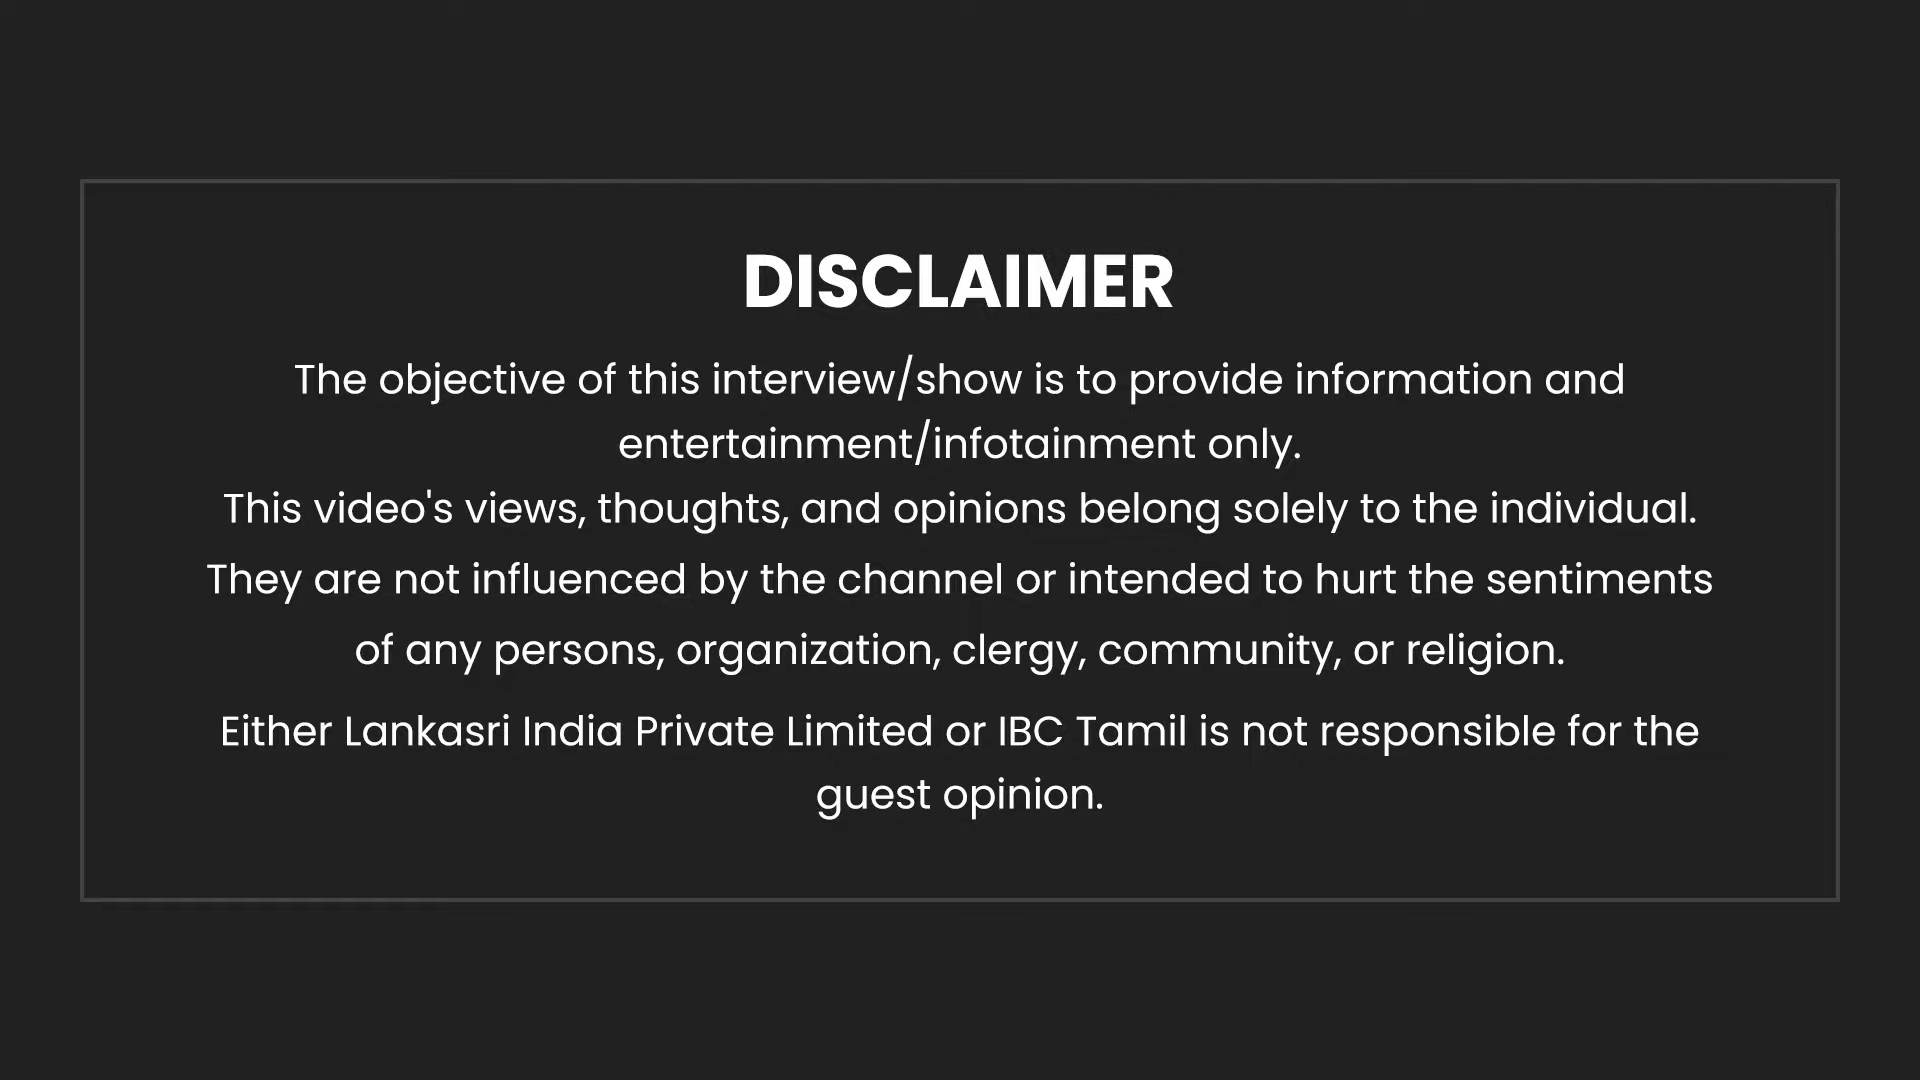 DISCLAIMER
The objective of this interview/show is to provide information and
entertainment/infotainment only.
This video's views, thoughts, and opinions belong solely to the individual.
They are not influenced by the channel or intended to hurt the sentiments
of any persons, organization, clergy, community, or religion.
Either Lankasri India Private Limited or IBC Tamil is not responsible for the
guest opinion.